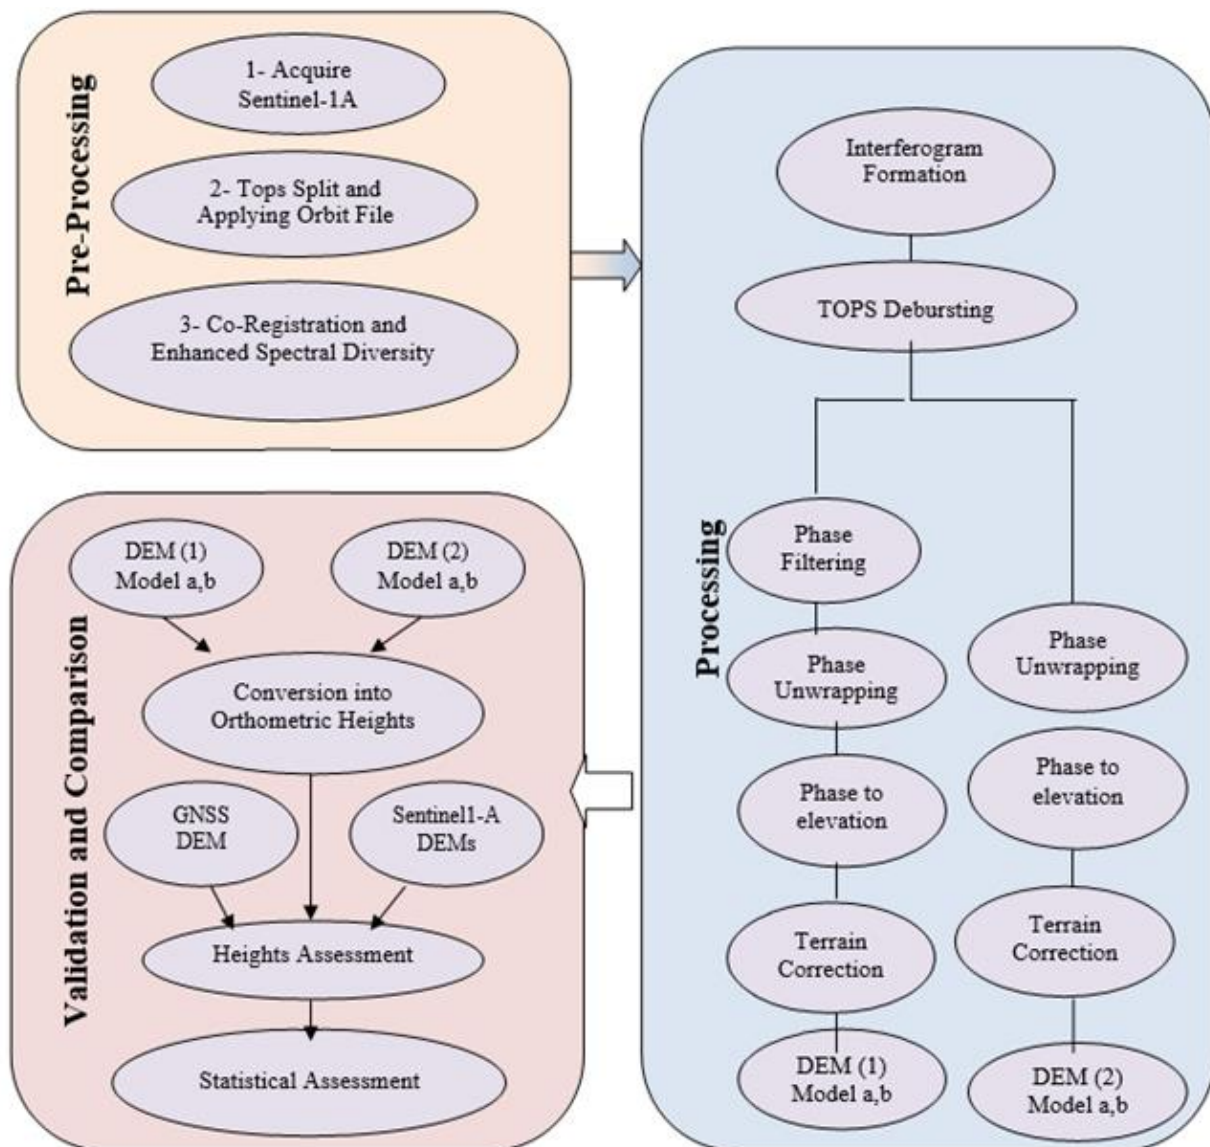 Pre-Processing
1- Acquire
Sentinel-1A
2- Tops Split and
Applying Orbit File
3- Co-Registration and
Enhanced Spectral Diversity
Processing
Interferogram
Formation
TOPS Debursting
Phase
Filtering
Phase
Unwrapping
Phase to
elevation
Terrain
Correction
DEM (1)
Model a,b
Phase
Unwrapping
Phase to
elevation
Terrain
Correction
DEM (2)
Model a,b
Validation and Comparison
DEM (1)
Model a,b
DEM (2)
Model a,b
Conversion into
Orthometric Heights
GNSS
DEM
Sentinel1-A
DEMs
Heights Assessment
Statistical Assessment